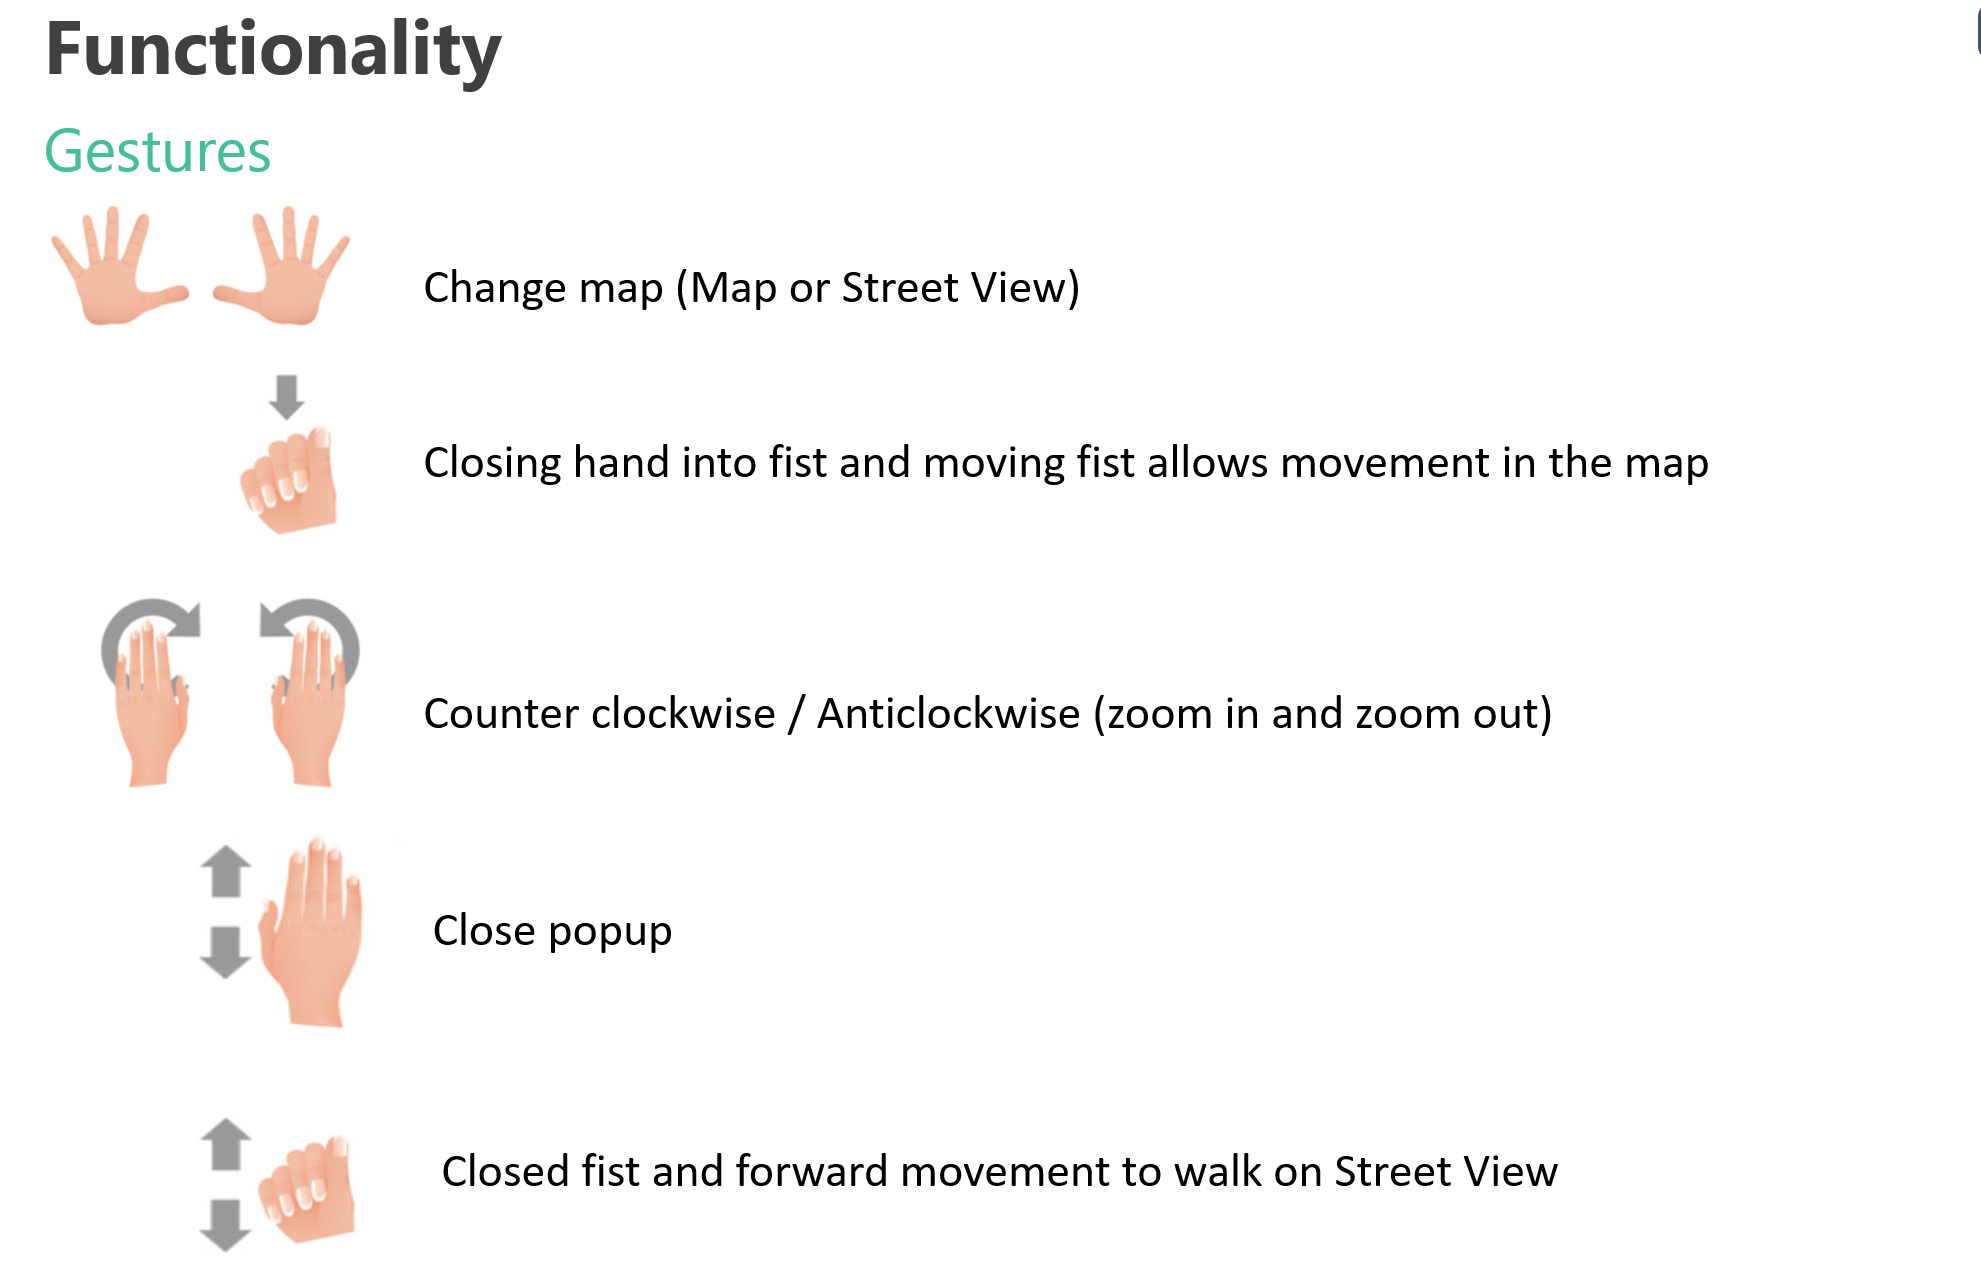 Functionality
Gestures
Change map (Map or Street View)
Closing hand into fist and moving fist allows movement in the map
Counter clockwise / Anticlockwise (zoom in and zoom out)
Close popup
Closed fist and forward movement to walk on Street View